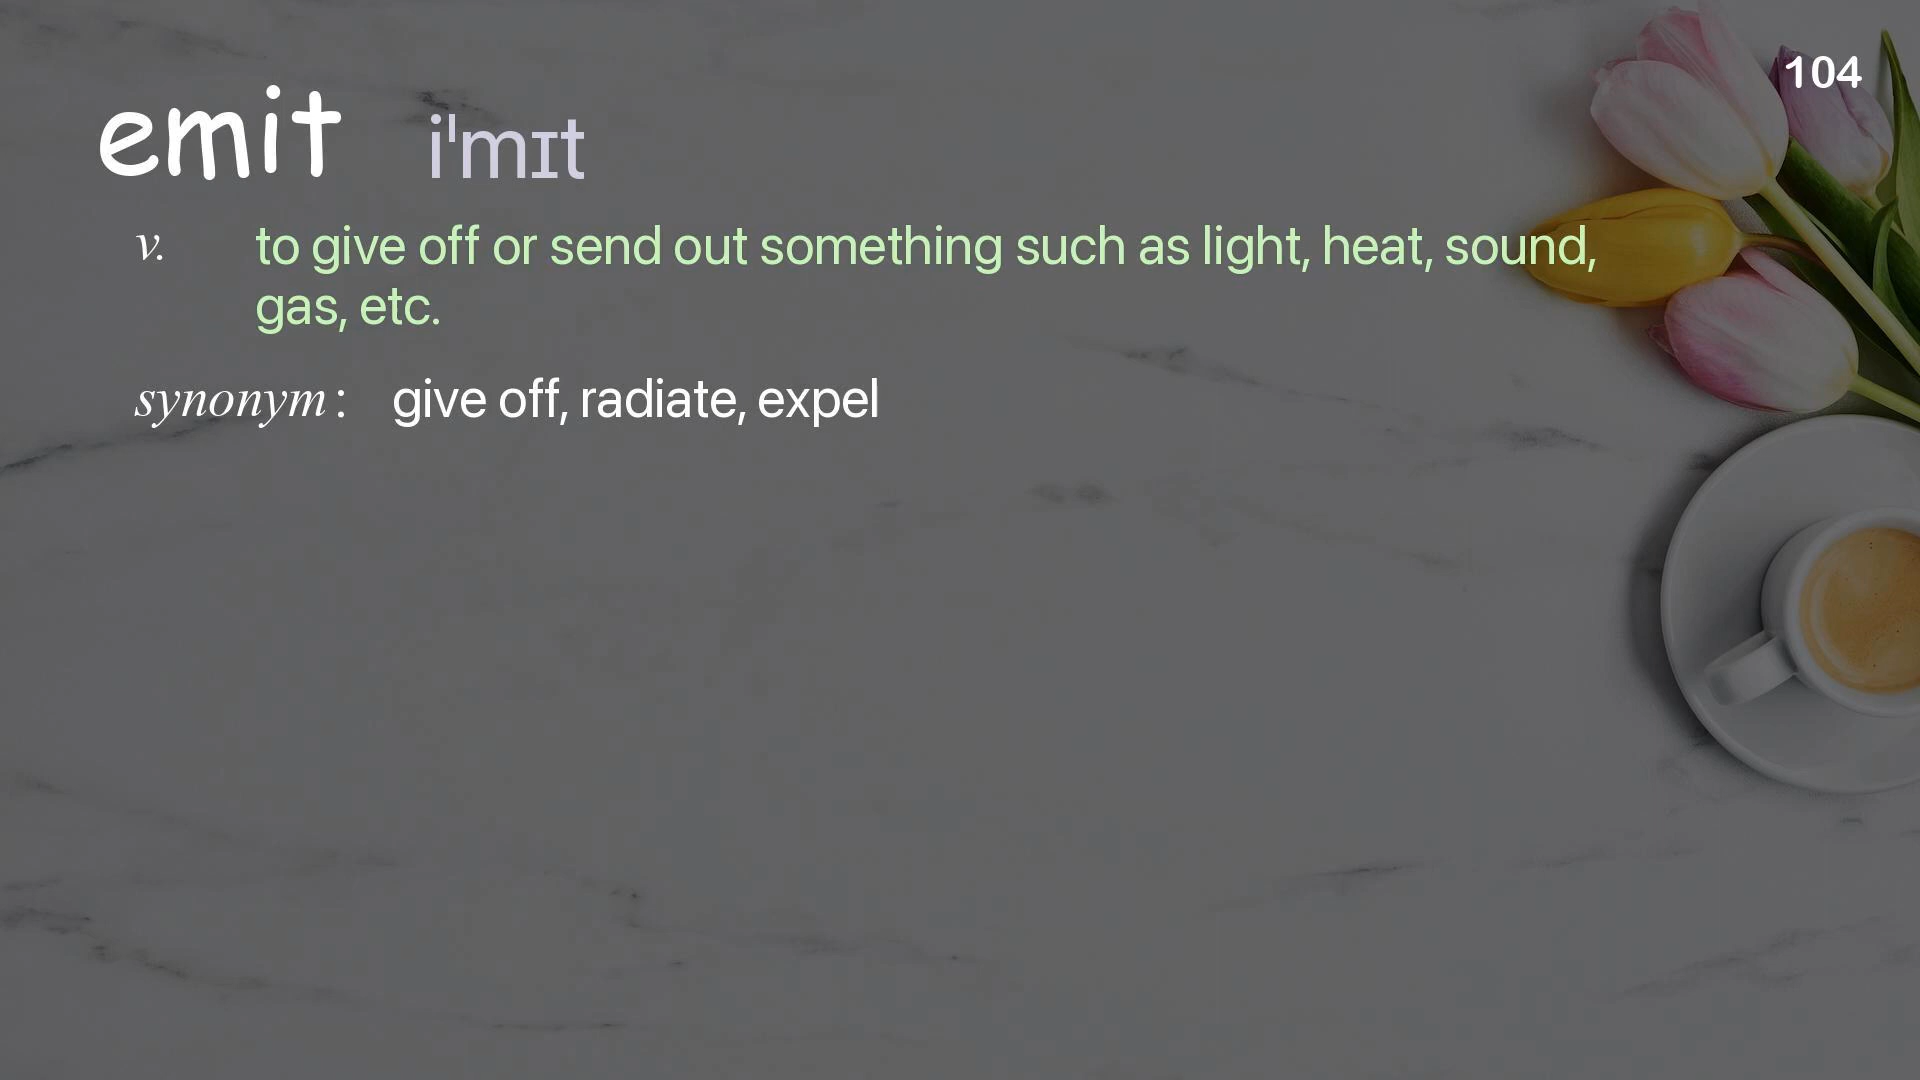 104
emit iˈmɪt
v. to give off or send out something such as light, heat, sound,
gas, etc.
synonym : give off, radiate, expel